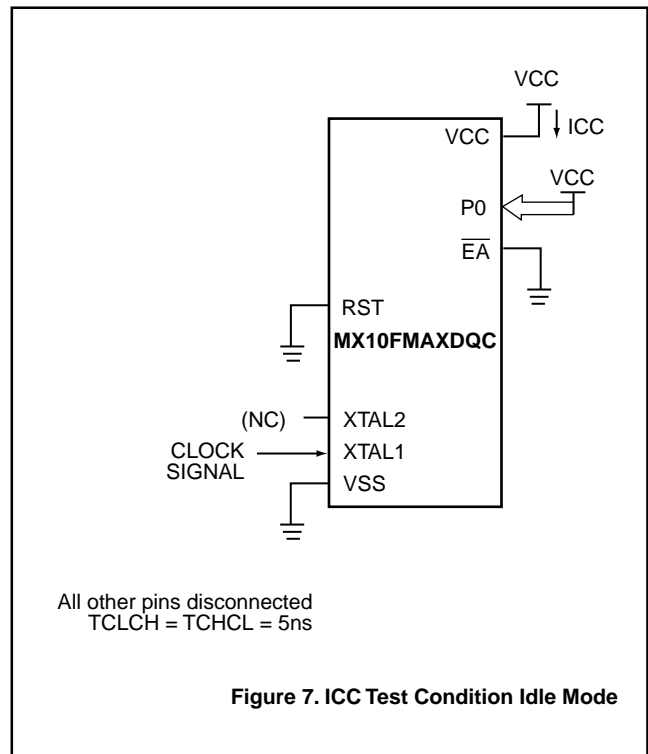 VCC
VCC
ICC
VCC
P0
EA
RST
MX10FMAXDQC
(NC)
XTAL2
CLOCK
SIGNAL
XTAL1
VSS
All other pins disconnected
TCLCH = TCHCL = 5ns
Figure 7. ICC Test Condition Idle Mode